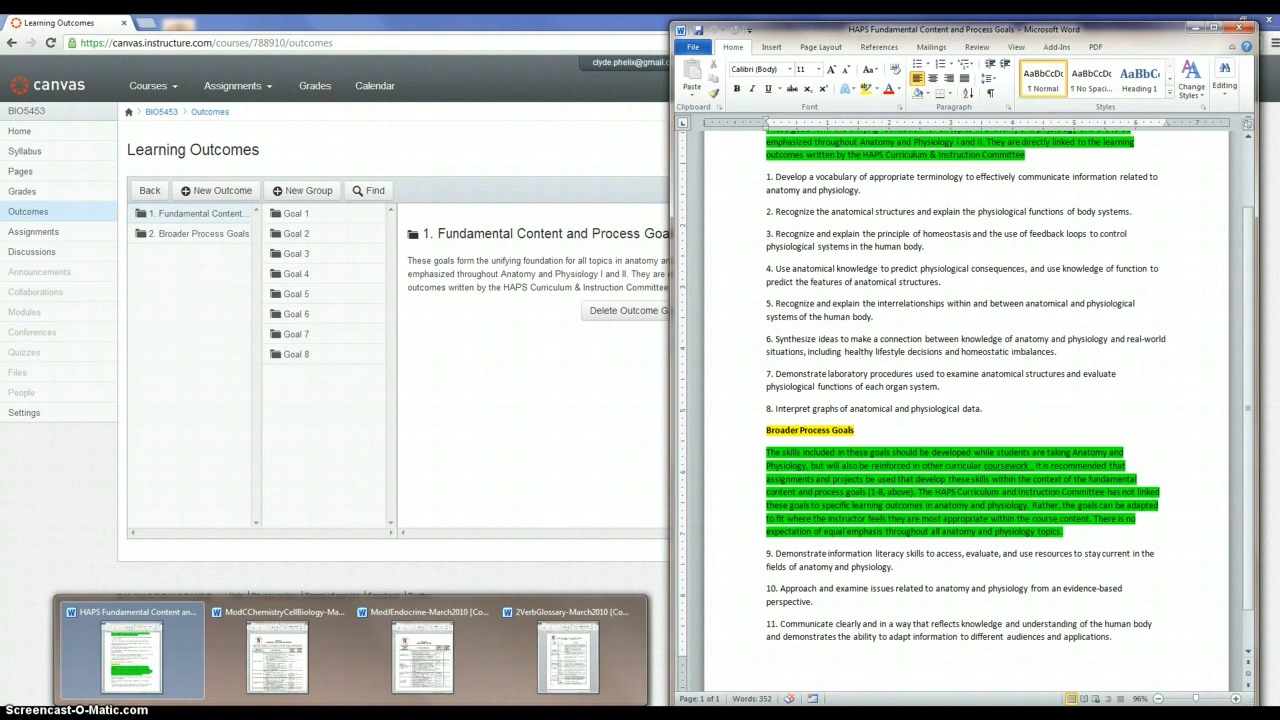 Learning Outcomes
https://canvas.instructure.com/courses/788910/outcomes
clyde.phelix@gmail.c
canvas
Courses
Assignments
Grades
Calendar
BIO5453
BIO5453
Outcomes
Home
Syllabus
Pages
Grades
Outcomes
Assignments
Discussions
Announcements
Collaborations
Modules
Conferences
Quizzes
Files
People
Settings
Learning Outcomes
Back
New Outcome
New Group
Find
1. Fundamental Content...
2. Broader Process Goals
Goal 1
Goal 2
Goal 3
Goal 4
Goal 5
Goal 6
Goal 7
Goal 8
1. Fundamental Content and Process Goa
These goals form the unifying foundation for all topics in anatomy an
emphasized throughout Anatomy and Physiology I and II. They are
outcomes written by the HAPS Curriculum & Instruction Committee
Delete Outcome G
HAPS Fundamental Content an...
ModCChemistryCellBiology-Ma...
ModJEndocrine-March2010 [Co...
2VerbGlossary-March2010 [Co...
Screencast-O-Matic.com
HAPS Fundamental Content and Process Goals - Microsoft Word
File
Home
Insert
Page Layout
References
Mailings
Review
View
Add-Ins
PDF
Paste
Clipboard
Calibri (Body)
11
Font
Paragraph
AaBbCcDc
¶ Normal
AaBbCcDc
¶ No Spaci...
AaBbC
Heading 1
Change
Styles
Styles
Editing
emphasized throughout Anatomy and Physiology I and II. They are directly linked to the learning
outcomes written by the HAPS Curriculum & Instruction Committee
1. Develop a vocabulary of appropriate terminology to effectively communicate information related to
anatomy and physiology.
2. Recognize the anatomical structures and explain the physiological functions of body systems.
3. Recognize and explain the principle of homeostasis and the use of feedback loops to control
physiological systems in the human body.
4. Use anatomical knowledge to predict physiological consequences, and use knowledge of function to
predict the features of anatomical structures.
5. Recognize and explain the interrelationships within and between anatomical and physiological
systems of the human body.
6. Synthesize ideas to make a connection between knowledge of anatomy and physiology and real-world
situations, including healthy lifestyle decisions and homeostatic imbalances.
7. Demonstrate laboratory procedures used to examine anatomical structures and evaluate
physiological functions of each organ system.
8. Interpret graphs of anatomical and physiological data.
Broader Process Goals
The skills included in these goals should be developed while students are taking Anatomy and
Physiology, but will also be reinforced in other curricular coursework . It is recommended that
assignments and projects be used that develop these skills within the context of the fundamental
content and process goals (1-8, above). The HAPS Curriculum and Instruction Committee has not linked
these goals to specific learning outcomes in anatomy and physiology. Rather, the goals can be adapted
to fit where the instructor feels they are most appropriate within the course content. There is no
expectation of equal emphasis throughout all anatomy and physiology topics.
9. Demonstrate information literacy skills to access, evaluate, and use resources to stay current in the
fields of anatomy and physiology.
10. Approach and examine issues related to anatomy and physiology from an evidence-based
perspective.
11. Communicate clearly and in a way that reflects knowledge and understanding of the human body
and demonstrates the ability to adapt information to different audiences and applications.
Page: 1 of 1
Words: 352
96%